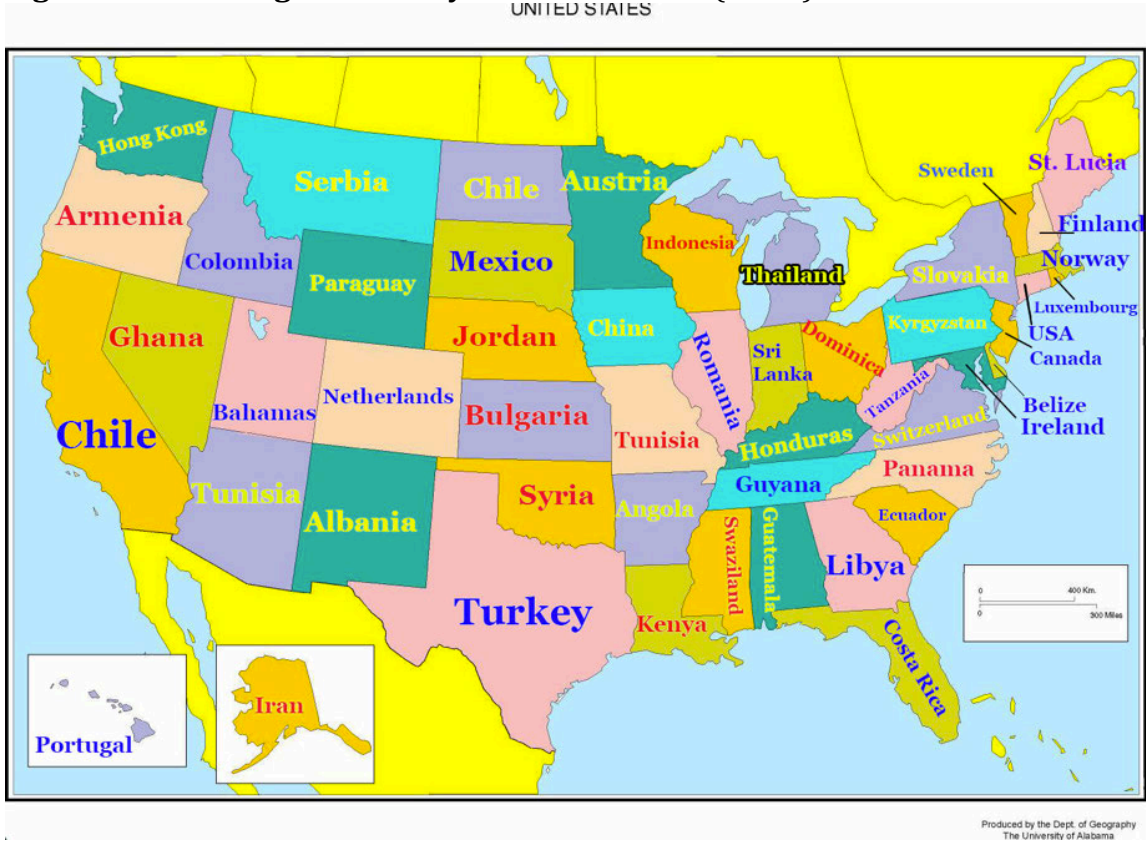 UNITED STATES
Hong Kong
Armenia
Colombia
Serbia
Chile
Austria
Paraguay
Mexico
Indonesia
Thailand
Sweden
St. Lucia
Finland
Norway
Slovakia
Luxembourg
USA
Canada
Kyrgyzstan
Belize
Ireland
Chile
Ghana
Bahamas
Netherlands
Jordan
China
Romania
Sri
Lanka
Dominica
Tanzania
Switzerland
Bulgaria
Tunisia
Honduras
Panama
Tunisia
Albania
Syria
Angola
Guyana
Ecuador
Swaziland
Guatemala
Libya
Turkey
Kenya
Costa Rica
Portugal
Iran
0 400 Km.
0 300 Miles
Produced by the Dept. of Geography
The University of Alabama